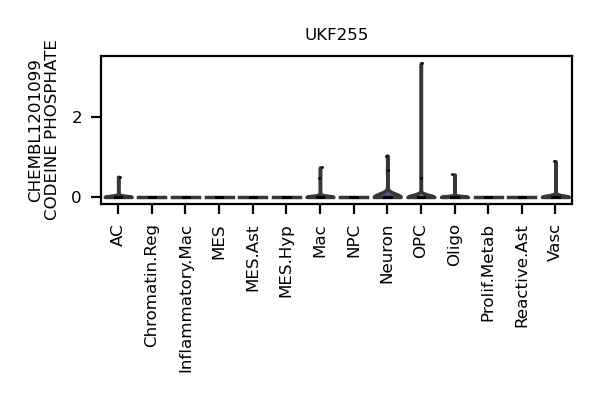 UKF255
CHEMBL1201099
CODEINE PHOSPHATE
2
0
AC
Chromatin.Reg
Inflammatory.Mac
MES
MES.Ast
MES.Hyp
Mac
NPC
Neuron
OPC
Oligo
Prolif.Metab
Reactive.Ast
Vasc